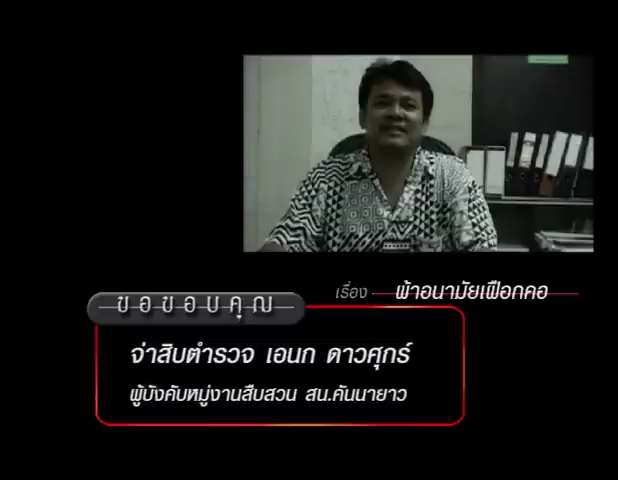 เรื่อง ผ้าอนามัยเฟือกคอ
ขอขอบคุณ
จ่าสิบตำรวจ เอนก ดาวศุกร์
ผู้บังคับหมู่งานสืบสวน สน.คันนายาว